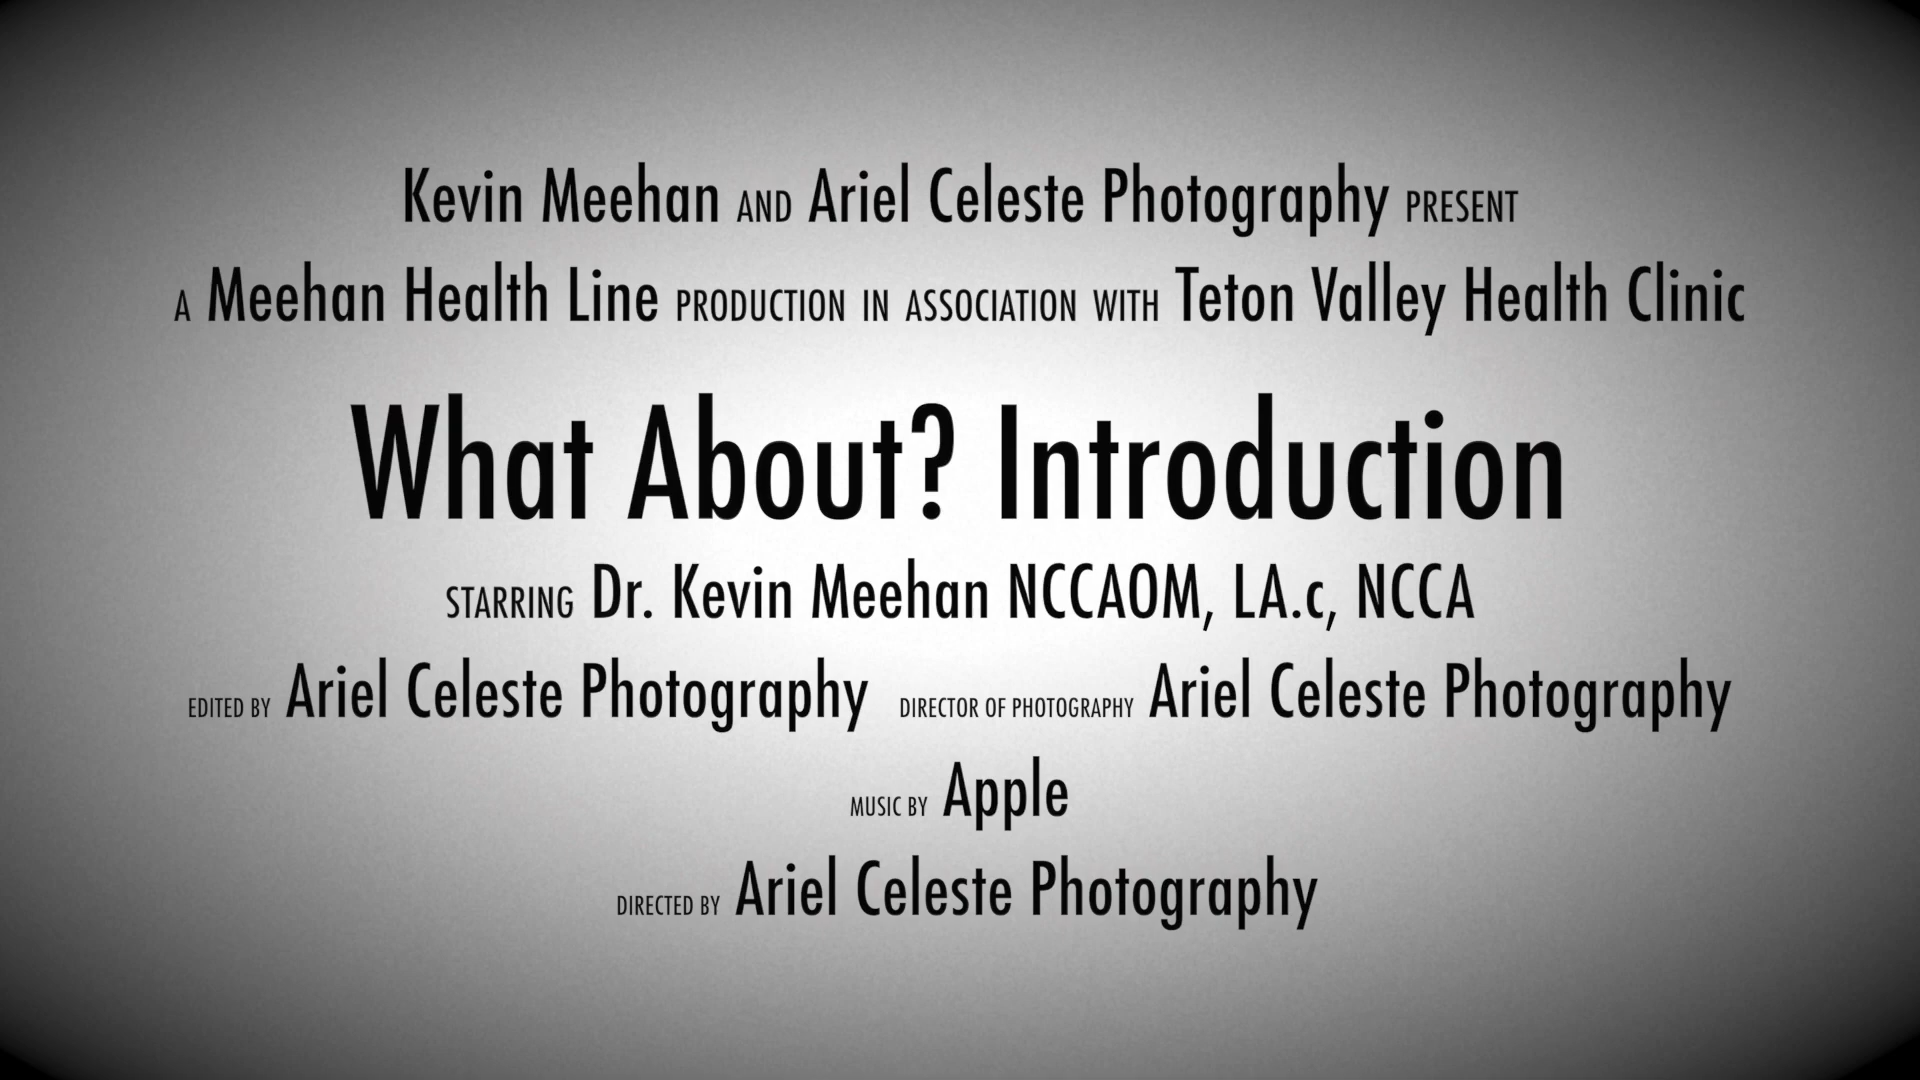 Kevin Meehan AND Ariel Celeste Photography PRESENT
A Meehan Health Line PRODUCTION IN ASSOCIATION WITH Teton Valley Health Clinic
What About? Introduction
STARRING Dr. Kevin Meehan NCCAOM, LA.c, NCCA
EDITED BY Ariel Celeste Photography DIRECTOR OF PHOTOGRAPHY Ariel Celeste Photography
MUSIC BY Apple
DIRECTED BY Ariel Celeste Photography